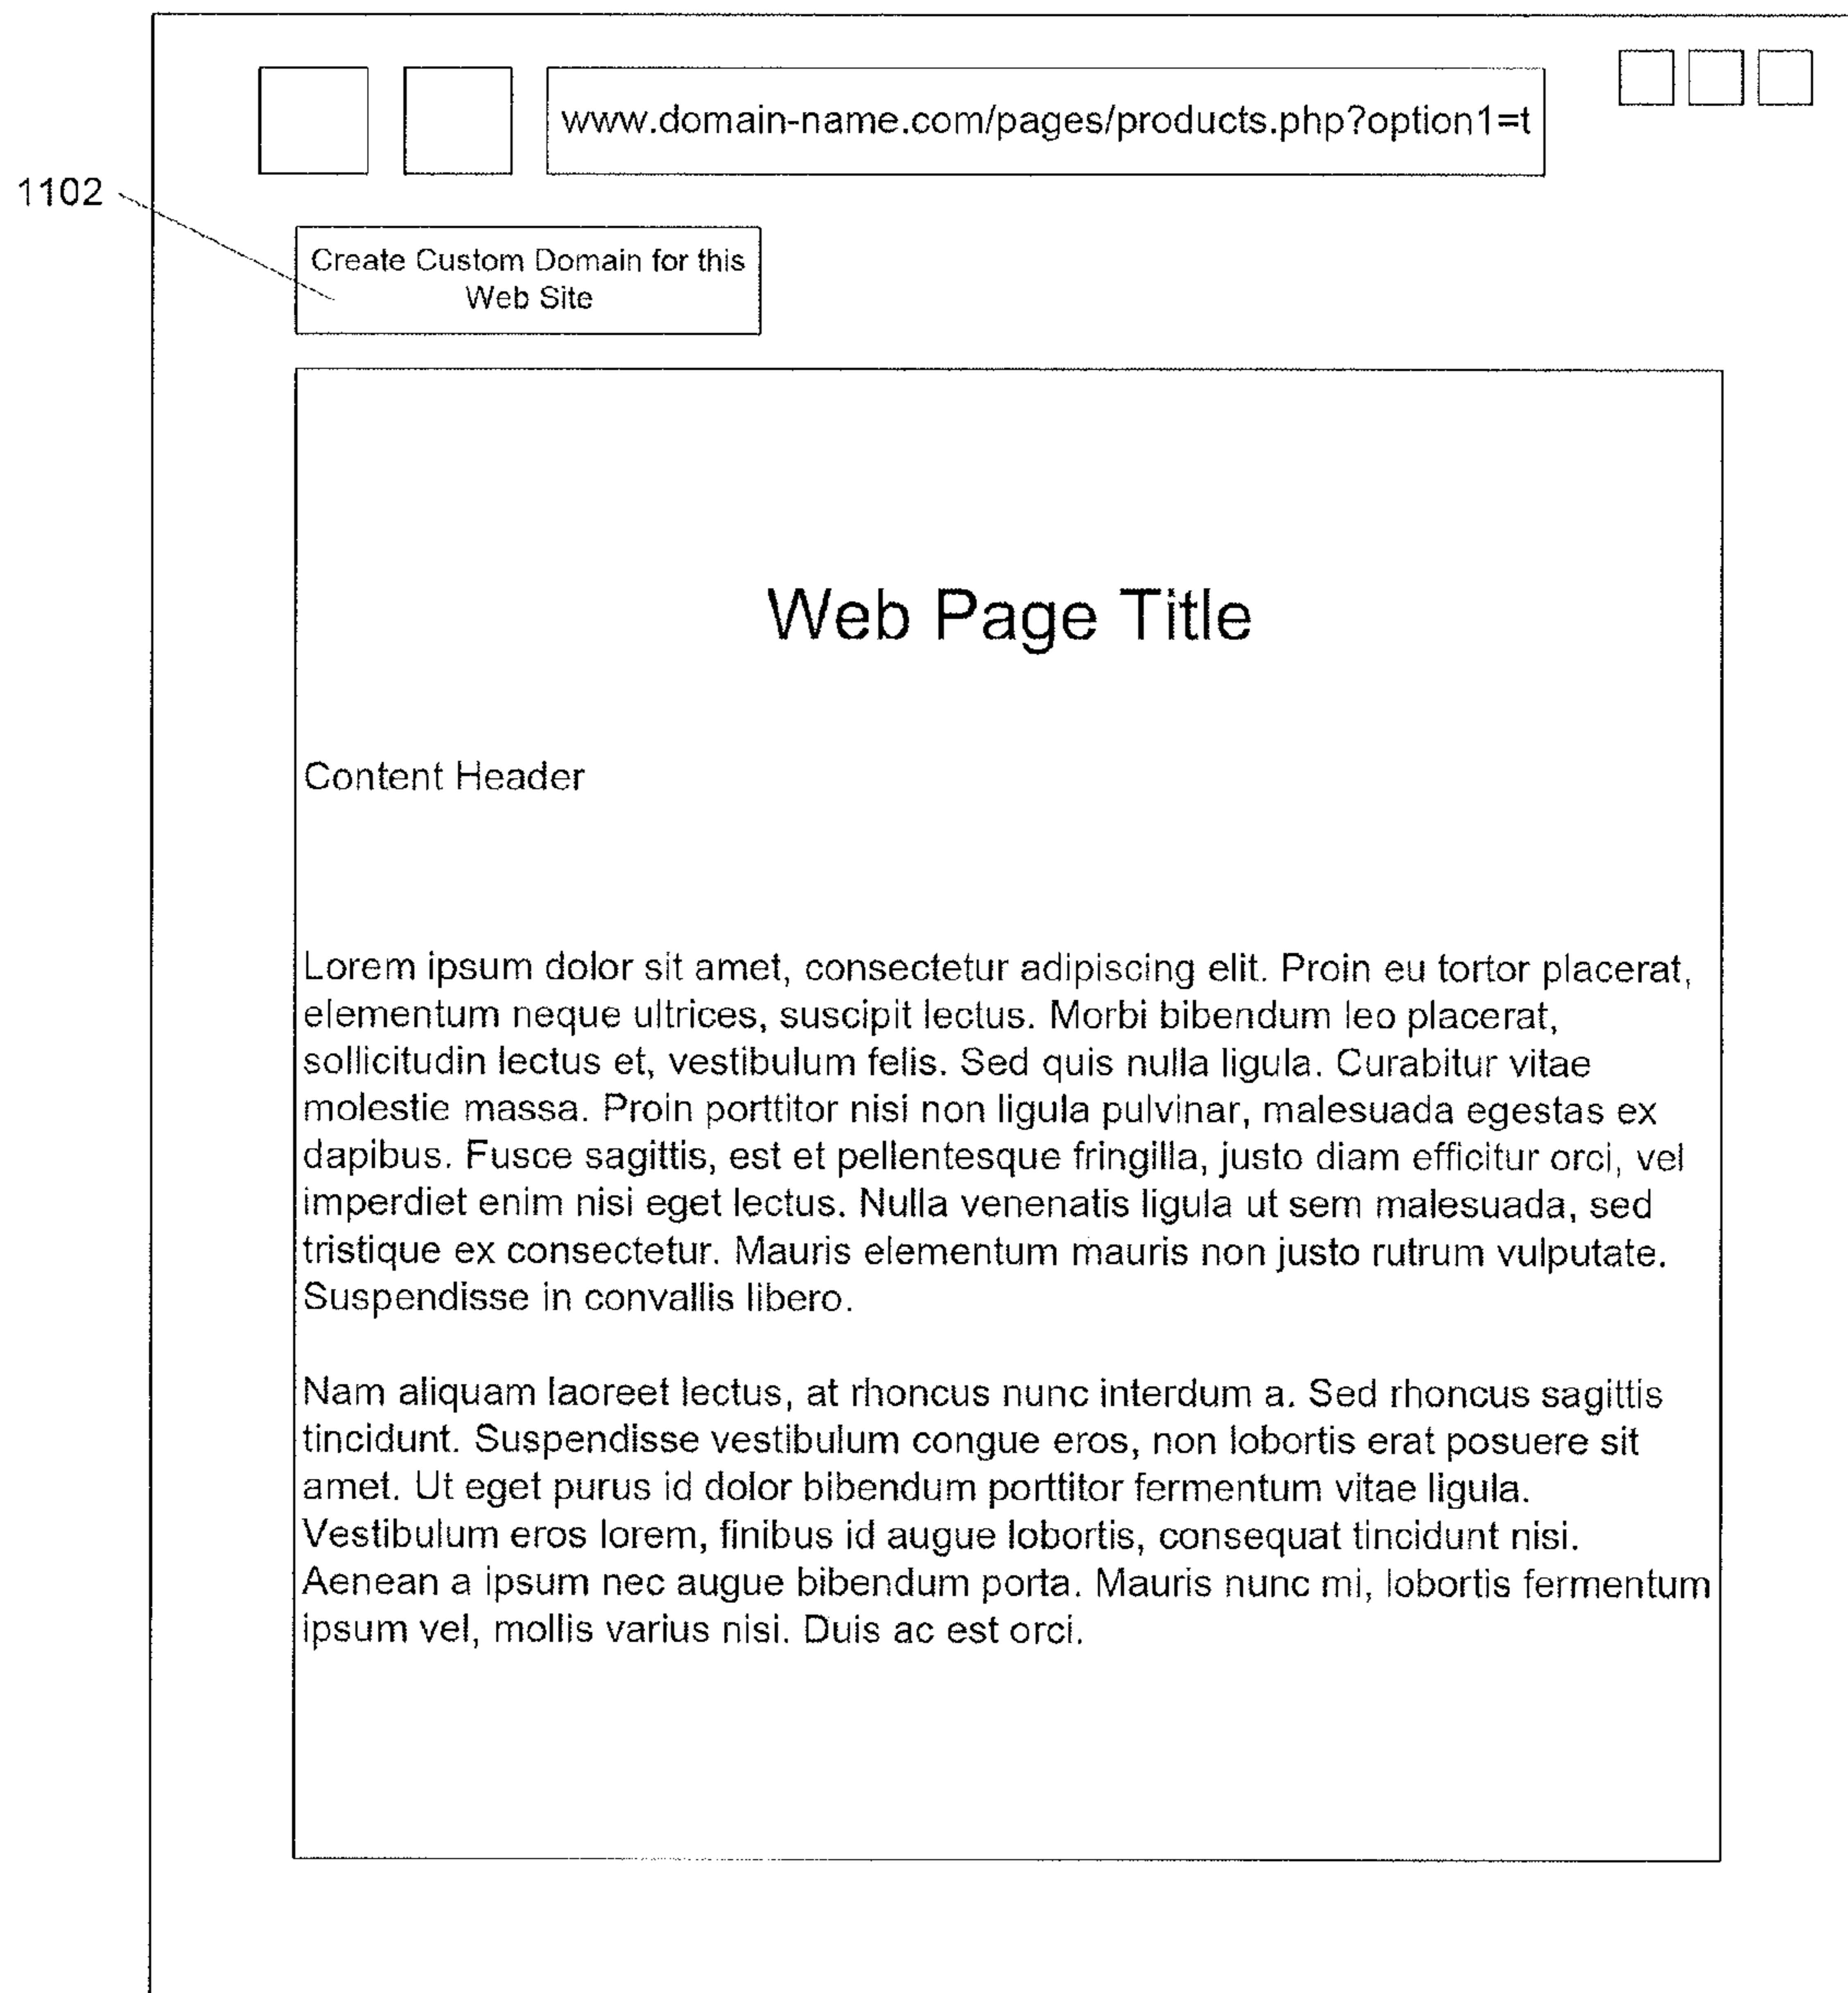 www.domain-name.com/pages/products.php?option1=t
1102
Create Custom Domain for this
Web Site
Web Page Title
Content Header
Lorem ipsum dolor sit amet, consectetur adipiscing elit. Proin eu tortor placerat,
elementum neque ultrices, suscipit lectus. Morbi bibendum leo placerat,
sollicitudin lectus et, vestibulum felis. Sed quis nulla ligula. Curabitur vitae
molestie massa. Proin porttitor nisi non ligula pulvinar, malesuada egestas ex
dapibus. Fusce sagittis, est et pellentesque fringilla, justo diam efficitur orci, vel
imperdiet enim nisi eget lectus. Nulla venenatis ligula ut sem malesuada, sed
tristique ex consectetur. Mauris elementum mauris non justo rutrum vulputate.
Suspendisse in convallis libero.
Nam aliquam laoreet lectus, at rhoncus nunc interdum a. Sed rhoncus sagittis
tincidunt. Suspendisse vestibulum congue eros, non lobortis erat posuere sit
amet. Ut eget purus id dolor bibendum porttitor fermentum vitae ligula.
Vestibulum eros lorem, finibus id augue lobortis, consequat tincidunt nisi.
Aenean a ipsum nec augue bibendum porta. Mauris nunc mi, lobortis fermentum
ipsum vel, mollis varius nisi. Duis ac est orci.